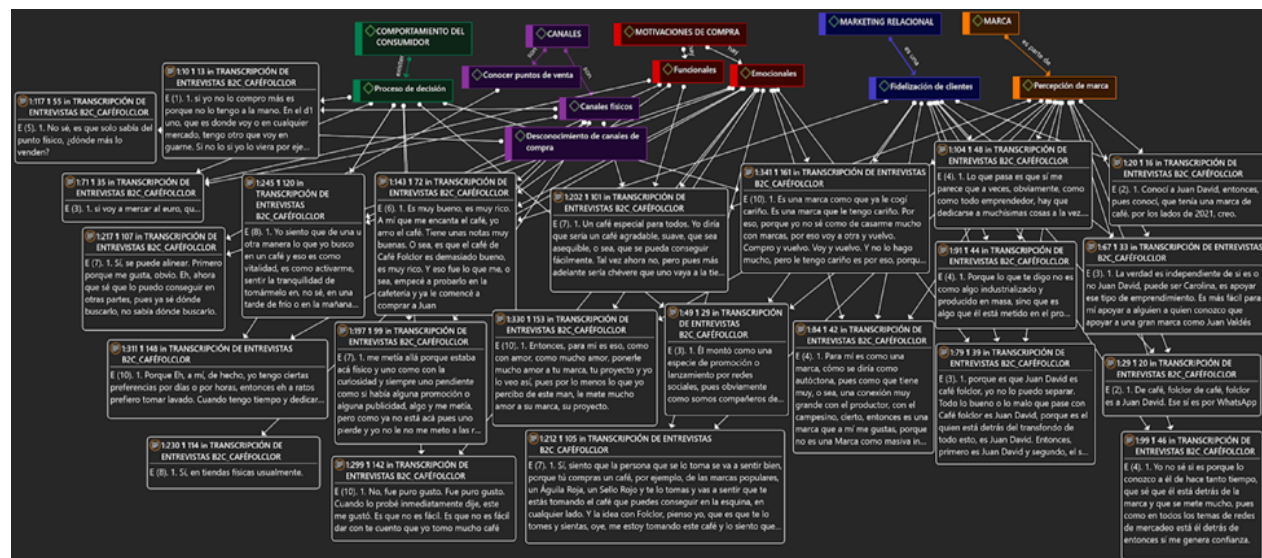 COMPORTAMIENTO DEL
CONSUMIDOR
CANALES
MOTIVACIONES DE COMPRA
MARKETING RELACIONAL
MARCA
existen
son
son
hay
es una
es parte de
Proceso de decisión
Conocer puntos de venta
Canales físicos
Desconocimiento de canales de
compra
Funcionales
Emocionales
Fidelización de clientes
Percepción de marca
1:10 ¶ 13 in TRANSCRIPCIÓN DE
ENTREVISTAS B2C_CAFÉFOLCLOR
E (1). 1. si yo no lo compro más es
porque no lo tengo a la mano. En el d1
uno, que es donde voy o en cualquier
mercado, tengo otro que voy en
guarne. Si no lo si yo lo viera por eje...
1:117 ¶ 55 in TRANSCRIPCIÓN DE
ENTREVISTAS B2C_CAFÉFOLCLOR
E (5). 1. No sé, es que solo sabía del
punto físico, ¿dónde más lo
venden?
1:71 ¶ 35 in TRANSCRIPCIÓN DE
ENTREVISTAS B2C_CAFÉFOLCLOR
E (3). 1. si voy a mercar al euro, qu...
1:217 ¶ 107 in TRANSCRIPCIÓN DE
ENTREVISTAS B2C_CAFÉFOLCLOR
E (7). 1. Sí, se puede alinear. Primero
porque me gusta, obvio. Eh, ahora
que sé que lo puedo conseguir en
otras partes, pues ya sé dónde
buscarlo, no sabía dónde buscarlo.
1:245 ¶ 120 in
TRANSCRIPCIÓN DE
ENTREVISTAS B2C_CAFÉFOLCLOR
E (8). 1. Yo siento que de una u
otra manera lo que yo busco
en un café y eso es como
vitalidad, es como activarme,
sentir la tranquilidad de
tomármelo en, no sé, en una
tarde de frío o en la mañana...
1:143 ¶ 72 in TRANSCRIPCIÓN DE
ENTREVISTAS B2C_CAFÉFOLCLOR
E (6). 1. Es muy bueno, es muy rico.
A mí que me encanta el café, yo
amo el café. Tiene unas notas muy
buenas. O sea, es que el café de
Café Folclor es demasiado bueno,
es muy rico. Y eso fue lo que me, o
sea, empecé a probarlo en la
cafetería y ya le comencé a
comprar a Juan
1:202 ¶ 101 in TRANSCRIPCIÓN DE
ENTREVISTAS B2C_CAFÉFOLCLOR
E (7). 1. Un café especial para todos. Yo diría
que sería un café agradable, suave, que sea
asequible, o sea, que se pueda conseguir
fácilmente. Tal vez ahora no, pero pues más
adelante sería chévere que uno vaya a la tie...
1:341 ¶ 161 in TRANSCRIPCIÓN DE ENTREVISTAS
B2C_CAFÉFOLCLOR
E (10). 1. Es una marca como que ya le cogí
cariño. Es una marca que le tengo cariño. Por
eso, porque yo no sé como de casarme mucho
con marcas, por eso voy a otra y vuelvo.
Compro y vuelvo. Voy y vuelvo. Y no lo hago
mucho, pero le tengo cariño es por eso, porqu...
1:104 ¶ 48 in TRANSCRIPCIÓN DE
ENTREVISTAS B2C_CAFÉFOLCLOR
E (4). 1. Lo que pasa es que sí me
parece que a veces, obviamente, como
como todo emprendedor, hay que
dedicarse a muchísimas cosas a la vez....
1:20 ¶ 16 in TRANSCRIPCIÓN DE
ENTREVISTAS B2C_CAFÉFOLCLOR
E (2). Conocí a Juan David, entonces,
pues conocí, que tenía una marca de
café. por los lados de 2021, creo.
1:91 ¶ 44 in TRANSCRIPCIÓN DE
ENTREVISTAS B2C_CAFÉFOLCLOR
E (4). 1. Porque lo que te digo no es
como algo industrializado y
producido en masa, sino que es
algo que él está metido en el pro...
1:67 ¶ 33 in TRANSCRIPCIÓN DE ENTREVISTAS
B2C_CAFÉFOLCLOR
E (3). 1. La verdad es independiente de si es o
no Juan David, puede ser Carolina, es apoyar
ese tipo de emprendimiento. Es más fácil para
mí apoyar a alguien a quien conozco que
apoyar a una gran marca como Juan Valdés
1:311 ¶ 148 in TRANSCRIPCIÓN DE ENTREVISTAS
B2C_CAFÉFOLCLOR
E (10). 1. Porque Eh, a mí, de hecho, yo tengo ciertas
preferencias por días o por horas, entonces eh a ratos
prefiero tomar lavado. Cuando tengo tiempo y dedicar...
1:197 ¶ 99 in TRANSCRIPCIÓN DE
ENTREVISTAS B2C_CAFÉFOLCLOR
E (7). 1. me metía allá porque estaba
acá físico y uno como con la
curiosidad y siempre uno pendiente
como si había alguna promoción o
alguna publicidad, algo y me metía,
pero como ya no está acá pues uno
pierde y yo no le no me meto a las r...
1:330 ¶ 153 in TRANSCRIPCIÓN DE
ENTREVISTAS B2C_CAFÉFOLCLOR
E (10). 1. Entonces, para mí es eso, como
con amor, como mucho amor, ponerle
mucho amor a tu marca, tu proyecto y yo
lo veo así, pues por lo menos lo que yo
percibo de este man, le mete mucho
amor a su marca, su proyecto.
1:49 ¶ 29 in TRANSCRIPCIÓN
DE ENTREVISTAS
B2C_CAFÉFOLCLOR
E (3). 1. Él montó como una
especie de promoción o
lanzamiento por redes
sociales, pues obviamente
como somos compañeros de...
1:84 ¶ 42 in TRANSCRIPCIÓN DE
ENTREVISTAS B2C_CAFÉFOLCLOR
E (4). 1. Para mí es como una
marca, cómo se diría como
autóctona, pues como que tiene
muy, o sea, una conexión muy
grande con el productor, con el
campesino, cierto, entonces es una
marca que a mí me gustas, porque
no es una Marca como masiva in...
1:79 ¶ 39 in TRANSCRIPCIÓN DE
ENTREVISTAS B2C_CAFÉFOLCLOR
E (3). 1. porque es que Juan David es
café folclor, yo no lo puedo separar.
Todo lo bueno o lo malo que pase con
Café folclor es Juan David, porque es el
quien está detrás del transfondo de
todo esto, es Juan David. Entonces,
primero es Juan David y segundo, el s...
1:29 ¶ 20 in TRANSCRIPCIÓN DE
ENTREVISTAS B2C_CAFÉFOLCLOR
E (2). De café, folclor de café, folclor
es a Juan David. Ese sí es por WhatsApp
1:230 ¶ 114 in TRANSCRIPCIÓN DE
ENTREVISTAS B2C_CAFÉFOLCLOR
E (8). 1. Sí, en tiendas físicas usualmente.
1:299 ¶ 142 in TRANSCRIPCIÓN DE
ENTREVISTAS B2C_CAFÉFOLCLOR
E (10). 1. No, fue puro gusto. Fue puro gusto.
Cuando lo probé inmediatamente dije, este
me gustó. Es que no es fácil. Es que no es fácil
dar con te cuento que yo tomo mucho café
1:212 ¶ 105 in TRANSCRIPCIÓN DE ENTREVISTAS
B2C_CAFÉFOLCLOR
E (7). 1. Sí, siento que la persona que se lo toma se va a sentir bien,
porque tú compras un café, por ejemplo, de las marcas populares,
un Águila Roja, un Sello Rojo y te lo tomas y vas a sentir que te
estás tomando el café que puedes conseguir en la esquina, en
cualquier lado. Y la idea con Folclor, pienso yo, que es que te lo
tomes y sientas, oye, me estoy tomando este café y lo siento que...
1:99 ¶ 46 in TRANSCRIPCIÓN DE
ENTREVISTAS B2C_CAFÉFOLCLOR
E (4). 1. Yo no sé si es porque lo
conozco a él de hace tanto tiempo,
que sé que él está detrás de la
marca y que se mete mucho, pues
como en todos los temas de redes
de mercadeo está él detrás de
entonces sí me genera confianza.